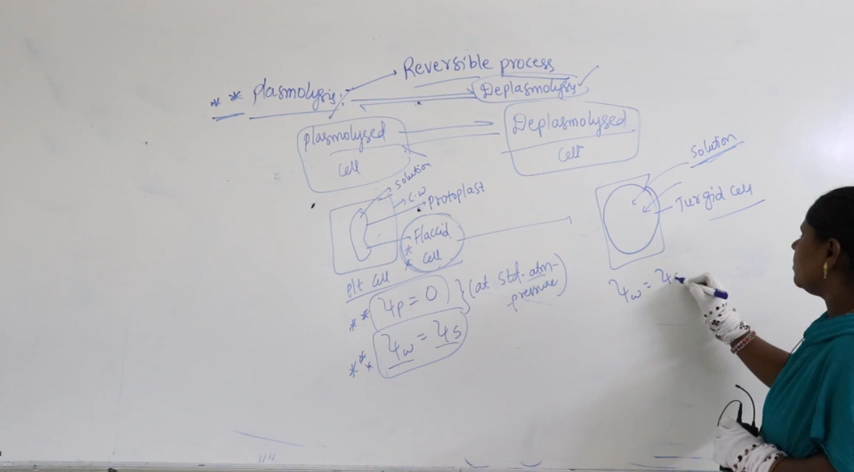 Reversible process
** Plasmolysis:-
Deplasmolysis
Plasmolysed
cell
Deplasmolysed
cell
Solution
C.W
Protoplast
* Flaccid
* cell
Plt cell
** Ψp = 0 } (at Std-atm-
pressure)
*** Ψw = Ψs
Solution
Turgid cell
Ψw = Ψs